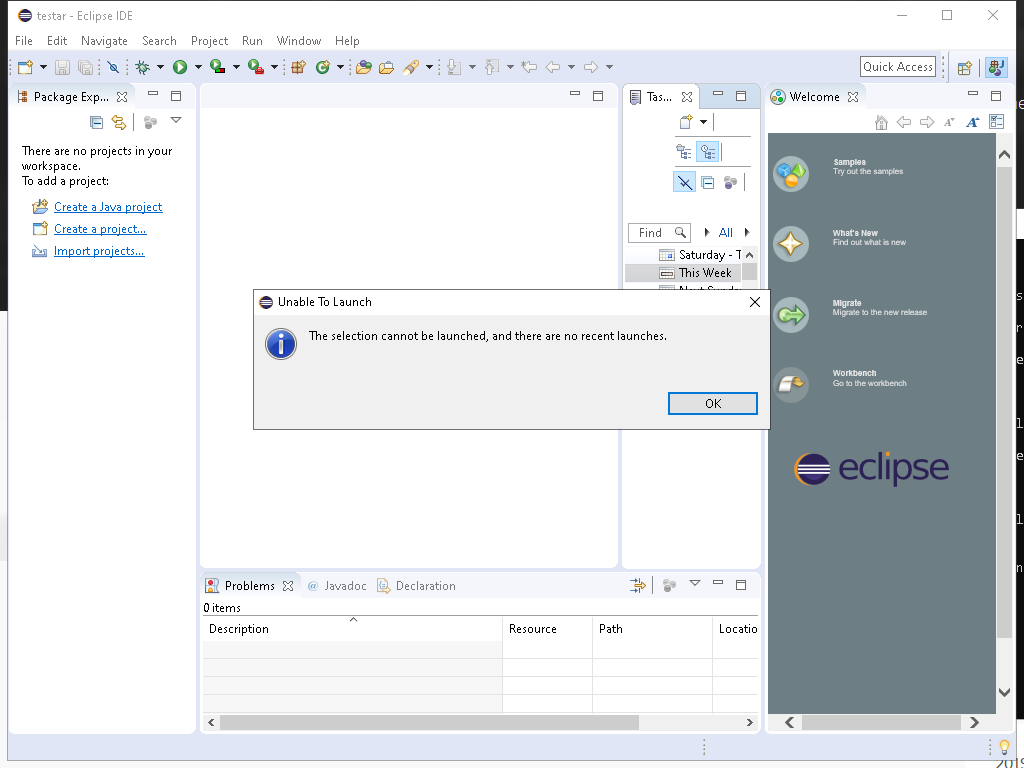 testar - Eclipse IDE
File Edit Navigate Search Project Run Window Help
Quick Access
Package Exp...
There are no projects in your
workspace.
To add a project:
Create a Java project
Create a project...
Import projects...
Tas...
Find
All
Saturday - T
This Week
Welcome
Samples
Try out the samples
What's New
Find out what is new
Migrate
Migrate to the new release
Workbench
Go to the workbench
eclipse
Unable To Launch
The selection cannot be launched, and there are no recent launches.
OK
Problems @ Javadoc Declaration
0 items
Description Resource Path Locatio